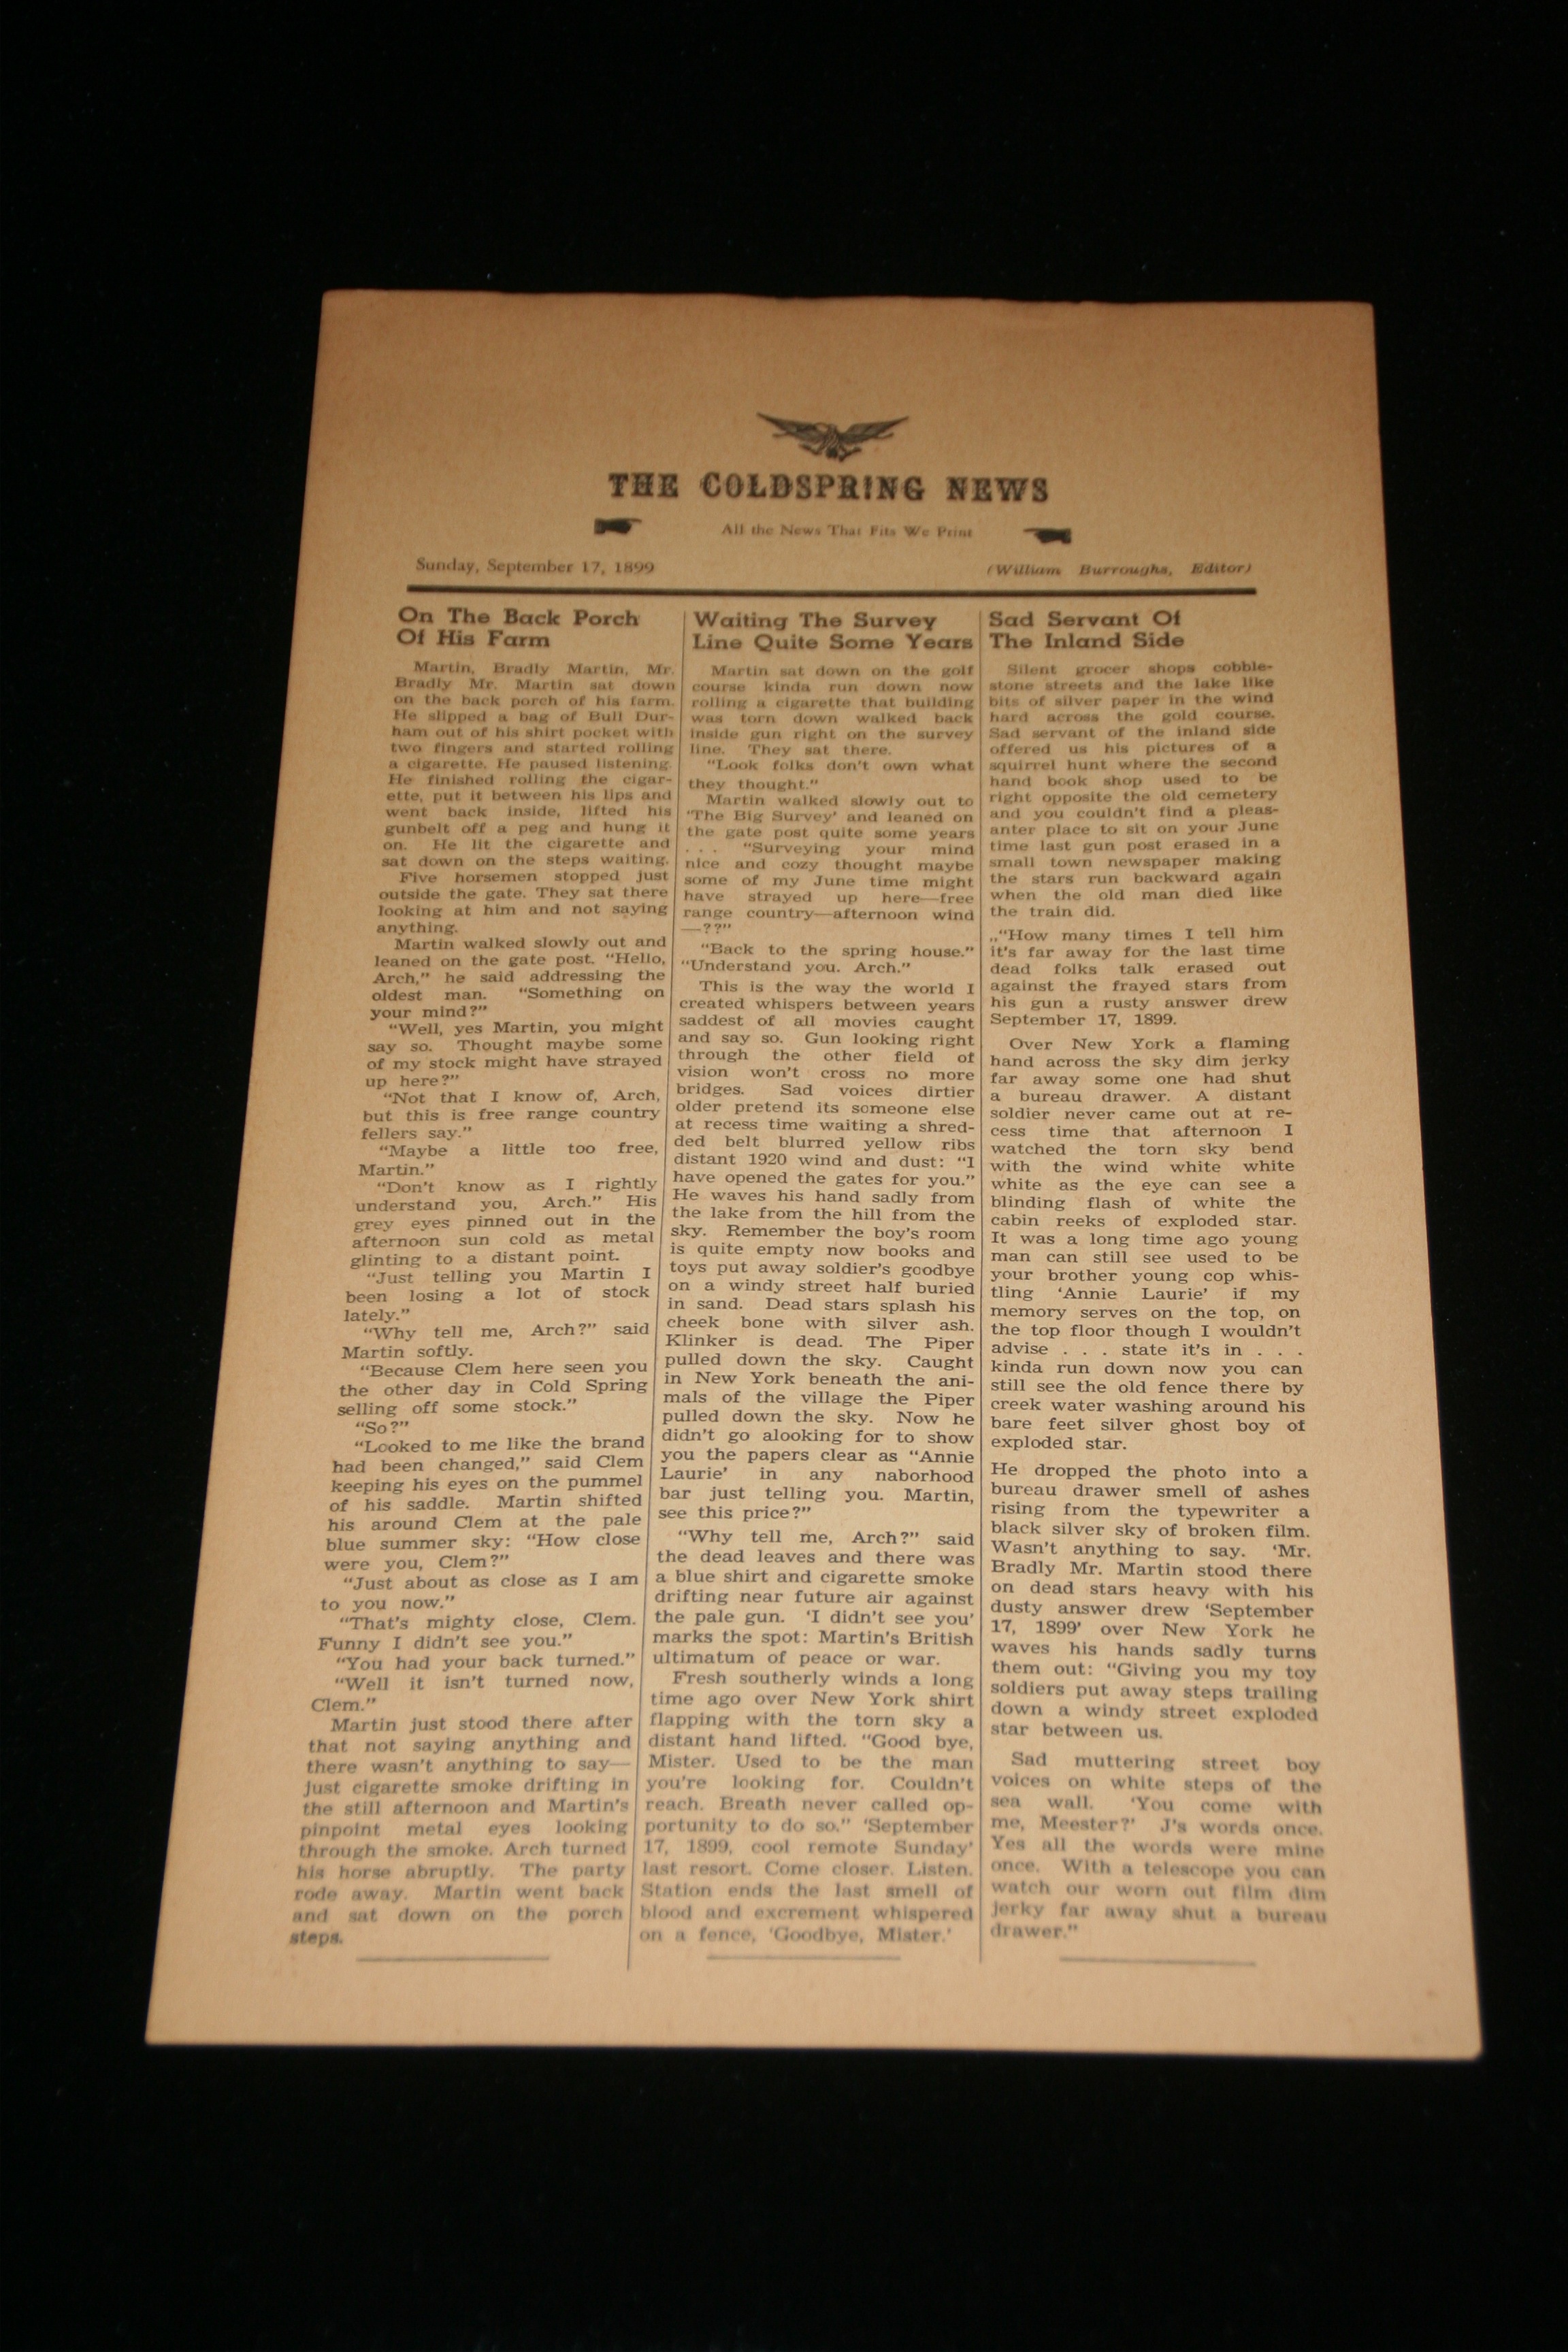 THE COLDSPRING NEWS
All the News That Fits We Print
Sunday, September 17, 1899
(William Burroughs, Editor)
On The Back Porch
Of His Farm
Martin, Bradly Martin, Mr.
Bradly Mr. Martin sat down
on the back porch of his farm.
He slipped a bag of Bull Dur-
ham out of his shirt pocket with
two fingers and started rolling
a cigarette. He paused listening.
He finished rolling the cigar-
ette, put it between his lips and
went back inside, lifted his
gunbelt off a peg and hung it
on. He lit the cigarette and
sat down on the steps waiting.
Five horsemen stopped just
outside the gate. They sat there
looking at him and not saying
anything.
Martin walked slowly out and
leaned on the gate post. “Hello,
Arch,” he said addressing the
oldest man. “Something on
your mind?”
“Well, yes Martin, you might
say so. Thought maybe some
of my stock might have strayed
up here?”
“Not that I know of, Arch,
but this is free range country
fellers say.”
“Maybe a little too free,
Martin.”
“Don't know as I rightly
understand you, Arch.” His
grey eyes pinned out in the
afternoon sun cold as metal
glinting to a distant point.
“Just telling you Martin I
been losing a lot of stock
lately.”
“Why tell me, Arch?” said
Martin softly.
“Because Clem here seen you
the other day in Cold Spring
selling off some stock.”
“So?”
“Looked to me like the brand
had been changed,” said Clem
keeping his eyes on the pummel
of his saddle. Martin shifted
his around Clem at the pale
blue summer sky: “How close
were you, Clem?”
“Just about as close as I am
to you now.”
“That's mighty close, Clem.
Funny I didn't see you.”
“You had your back turned.”
“Well it isn't turned now,
Clem.”
Martin just stood there after
that not saying anything and
there wasn't anything to say—
just cigarette smoke drifting in
the still afternoon and Martin's
pinpoint metal eyes looking
through the smoke. Arch turned
his horse abruptly. The party
rode away. Martin went back
and sat down on the porch
steps.
Waiting The Survey
Line Quite Some Years
Martin sat down on the golf
course kinda run down now
rolling a cigarette that building
was torn down walked back
inside gun right on the survey
line. They sat there.
“Look folks don't own what
they thought.”
Martin walked slowly out to
'The Big Survey' and leaned on
the gate post quite some years
. . . “Surveying your mind
nice and cozy thought maybe
some of my June time might
have strayed up here—free
range country—afternoon wind
—??”
“Back to the spring house.”
“Understand you. Arch.”
This is the way the world I
created whispers between years
saddest of all movies caught
and say so. Gun looking right
through the other field of
vision won't cross no more
bridges. Sad voices dirtier
older pretend its someone else
at recess time waiting a shred-
ded belt blurred yellow ribs
distant 1920 wind and dust: “I
have opened the gates for you.”
He waves his hand sadly from
the lake from the hill from the
sky. Remember the boy's room
is quite empty now books and
toys put away soldier's goodbye
on a windy street half buried
in sand. Dead stars splash his
cheek bone with silver ash.
Klinker is dead. The Piper
pulled down the sky. Caught
in New York beneath the ani-
mals of the village the Piper
pulled down the sky. Now he
didn't go alooking for to show
you the papers clear as “Annie
Laurie' in any naborhood
bar just telling you. Martin,
see this price?”
“Why tell me, Arch?” said
the dead leaves and there was
a blue shirt and cigarette smoke
drifting near future air against
the pale gun. 'I didn't see you'
marks the spot: Martin's British
ultimatum of peace or war.
Fresh southerly winds a long
time ago over New York shirt
flapping with the torn sky a
distant hand lifted. “Good bye,
Mister. Used to be the man
you're looking for. Couldn't
reach. Breath never called op-
portunity to do so.” 'September
17, 1899, cool remote Sunday'
last resort. Come closer. Listen.
Station ends the last smell of
blood and excrement whispered
on a fence, 'Goodbye, Mister.'
Sad Servant Of
The Inland Side
Silent grocer shops cobble-
stone streets and the lake like
bits of silver paper in the wind
hard across the gold course.
Sad servant of the inland side
offered us his pictures of a
squirrel hunt where the second
hand book shop used to be
right opposite the old cemetery
and you couldn't find a pleas-
anter place to sit on your June
time last gun post erased in a
small town newspaper making
the stars run backward again
when the old man died like
the train did.
,,“How many times I tell him
it's far away for the last time
dead folks talk erased out
against the frayed stars from
his gun a rusty answer drew
September 17, 1899.
Over New York a flaming
hand across the sky dim jerky
far away some one had shut
a bureau drawer. A distant
soldier never came out at re-
cess time that afternoon I
watched the torn sky bend
with the wind white white
white as the eye can see a
blinding flash of white the
cabin reeks of exploded star.
It was a long time ago young
man can still see used to be
your brother young cop whis-
tling 'Annie Laurie' if my
memory serves on the top, on
the top floor though I wouldn't
advise . . . state it's in . . .
kinda run down now you can
still see the old fence there by
creek water washing around his
bare feet silver ghost boy of
exploded star.
He dropped the photo into a
bureau drawer smell of ashes
rising from the typewriter a
black silver sky of broken film.
Wasn't anything to say. 'Mr.
Bradly Mr. Martin stood there
on dead stars heavy with his
dusty answer drew 'September
17, 1899' over New York he
waves his hands sadly turns
them out: “Giving you my toy
soldiers put away steps trailing
down a windy street exploded
star between us.
Sad muttering street boy
voices on white steps of the
sea wall. 'You come with
me, Meester?' J's words once.
Yes all the words were mine
once. With a telescope you can
watch our worn out film dim
jerky far away shut a bureau
drawer.”